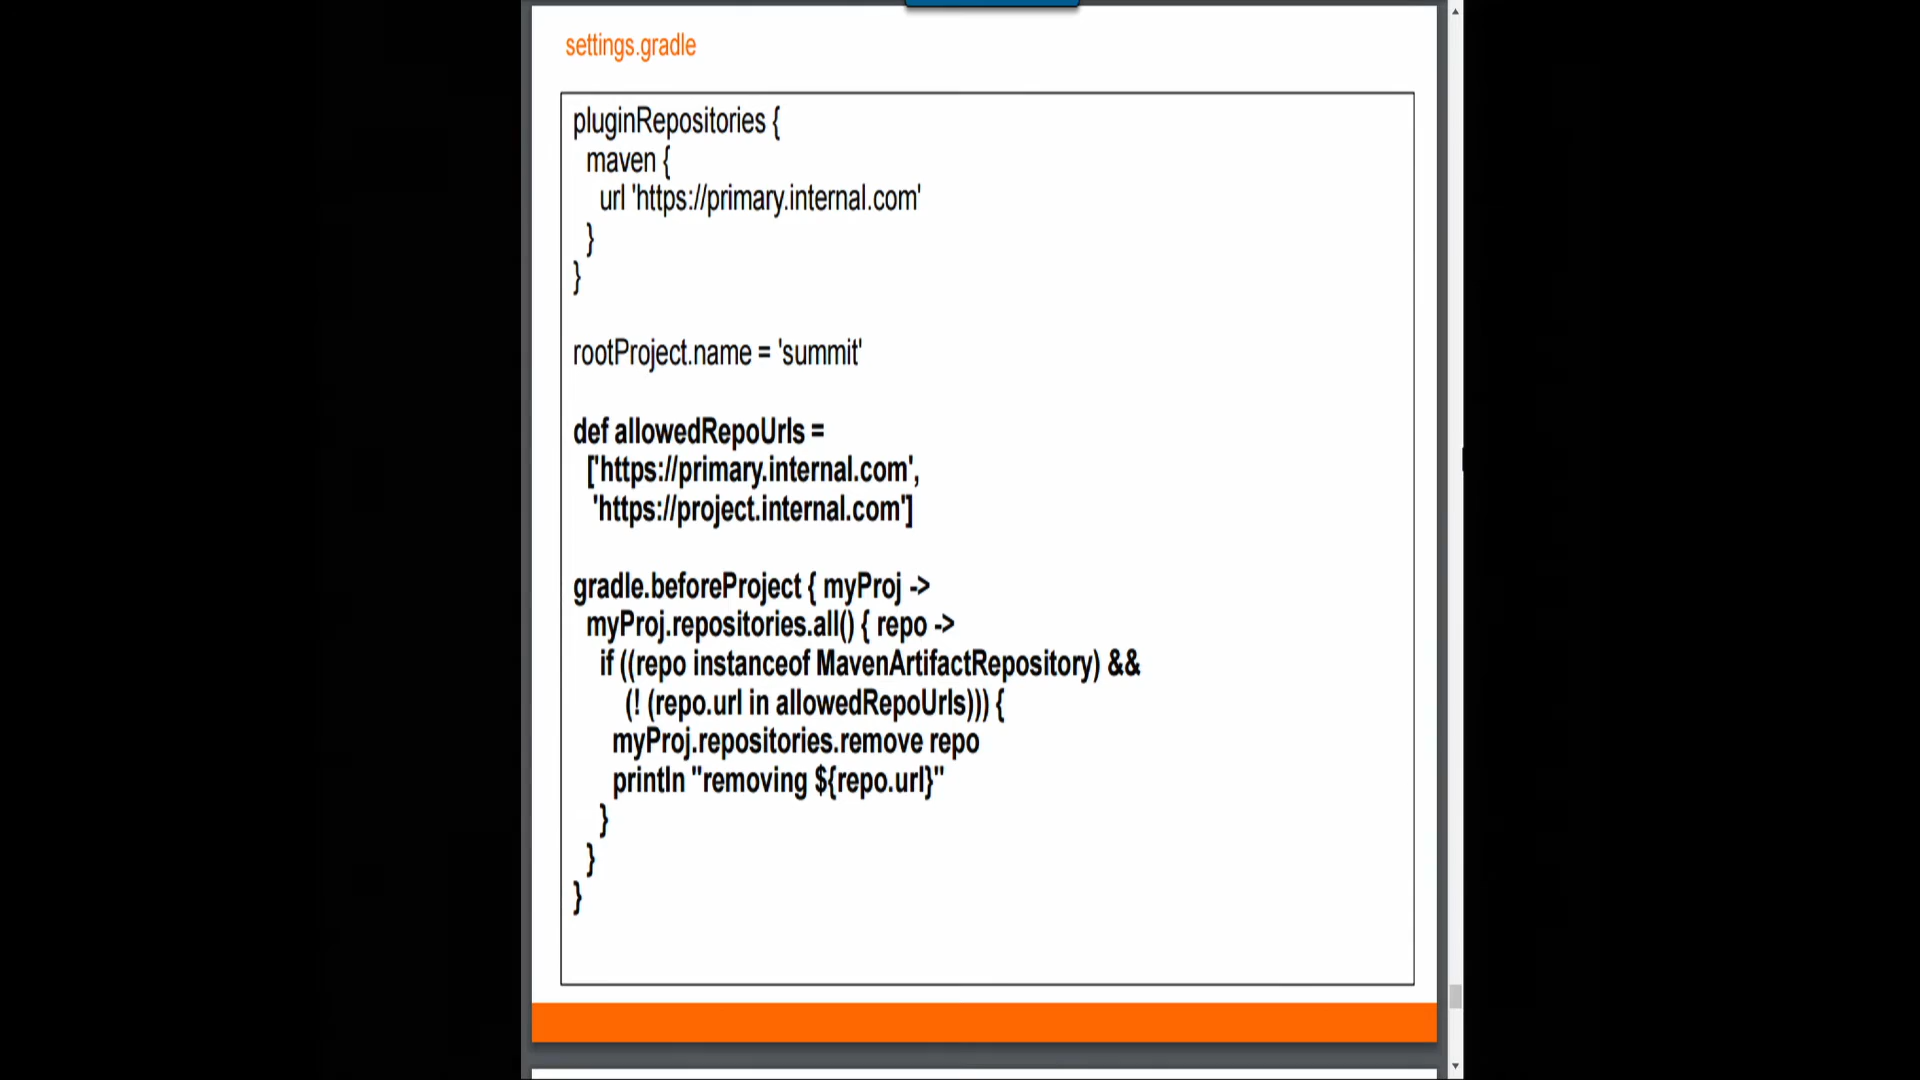 settings.gradle
pluginRepositories {
maven {
url 'https://primary.internal.com'
}
}
rootProject.name = 'summit'
def allowedRepoUrls =
['https://primary.internal.com',
'https://project.internal.com']
gradle.beforeProject { myProj ->
myProj.repositories.all() { repo ->
if ((repo instanceof MavenArtifactRepository) &&
(! (repo.url in allowedRepoUrls))) {
myProj.repositories.remove repo
println "removing ${repo.url}"
}
}
}